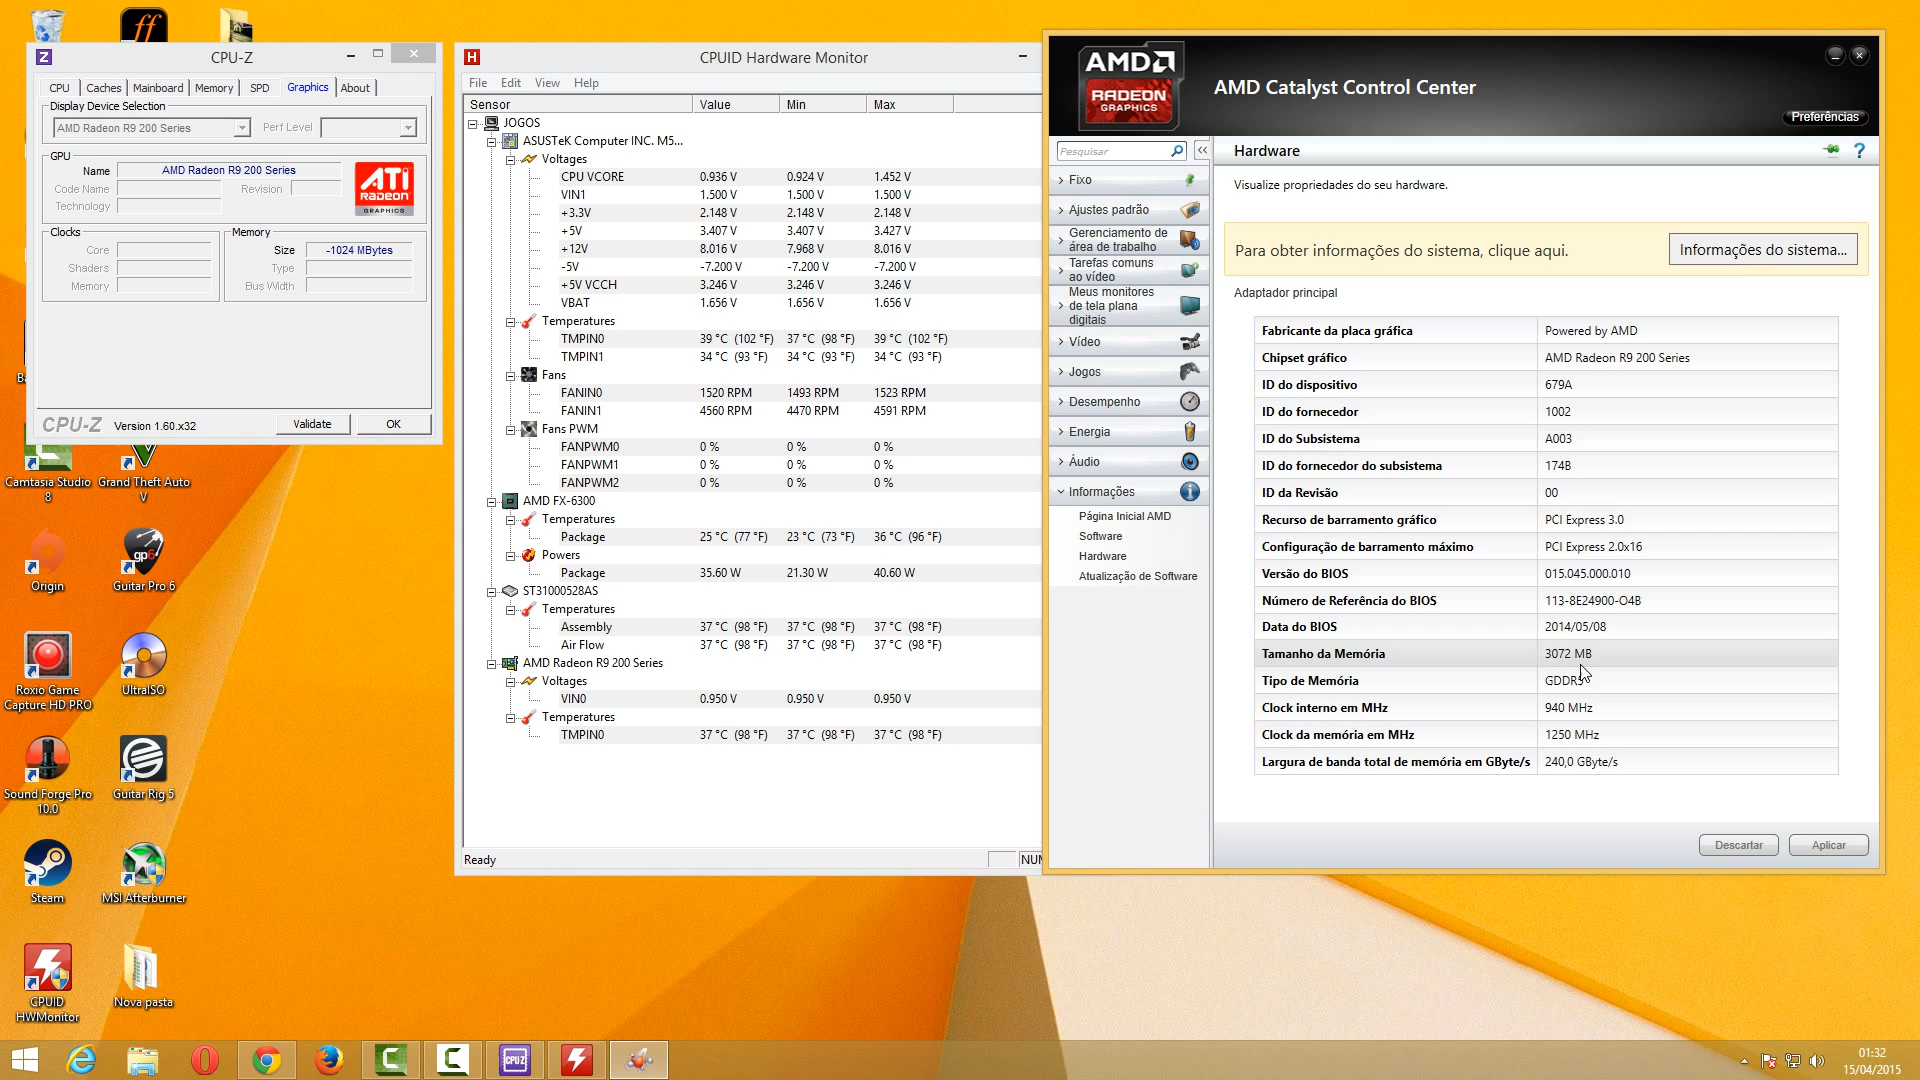 ff
CPU-Z
CPU Caches Mainboard Memory SPD Graphics About
Display Device Selection
AMD Radeon R9 200 Series Perf Level
GPU
Name AMD Radeon R9 200 Series
Code Name Revision
Technology
ATI
RADEON
GRAPHICS
Clocks
Core
Shaders
Memory
Memory
Size -1024 MBytes
Type
Bus Width
CPU-Z Version 1.60.x32 Validate OK
Camtasia Studio 8
Grand Theft Auto V
Origin
Guitar Pro 6
Roxio Game Capture HD PRO
UltraISO
Sound Forge Pro 10.0
Guitar Rig 5
Steam
MSI Afterburner
CPUID HWMonitor
Nova pasta
CPUID Hardware Monitor
File Edit View Help
Sensor Value Min Max
JOGOS
ASUSTeK Computer INC. M5...
Voltages
CPU VCORE 0.936 V 0.924 V 1.452 V
VIN1 1.500 V 1.500 V 1.500 V
+3.3V 2.148 V 2.148 V 2.148 V
+5V 3.407 V 3.407 V 3.427 V
+12V 8.016 V 7.968 V 8.016 V
-5V -7.200 V -7.200 V -7.200 V
+5V VCCH 3.246 V 3.246 V 3.246 V
VBAT 1.656 V 1.656 V 1.656 V
Temperatures
TMPIN0 39 °C (102 °F) 37 °C (98 °F) 39 °C (102 °F)
TMPIN1 34 °C (93 °F) 34 °C (93 °F) 34 °C (93 °F)
Fans
FANIN0 1520 RPM 1493 RPM 1523 RPM
FANIN1 4560 RPM 4470 RPM 4591 RPM
Fans PWM
FANPWM0 0 % 0 % 0 %
FANPWM1 0 % 0 % 0 %
FANPWM2 0 % 0 % 0 %
AMD FX-6300
Temperatures
Package 25 °C (77 °F) 23 °C (73 °F) 36 °C (96 °F)
Powers
Package 35.60 W 21.30 W 40.60 W
ST31000528AS
Temperatures
Assembly 37 °C (98 °F) 37 °C (98 °F) 37 °C (98 °F)
Air Flow 37 °C (98 °F) 37 °C (98 °F) 37 °C (98 °F)
AMD Radeon R9 200 Series
Voltages
VIN0 0.950 V 0.950 V 0.950 V
Temperatures
TMPIN0 37 °C (98 °F) 37 °C (98 °F) 37 °C (98 °F)
Ready NUM
AMD
RADEON
GRAPHICS
AMD Catalyst Control Center
Preferências
Pesquisar
Fixo
Ajustes padrão
Gerenciamento de
área de trabalho
Tarefas comuns
ao vídeo
Meus monitores
de tela plana
digitais
Vídeo
Jogos
Desempenho
Energia
Áudio
Informações
Página Inicial AMD
Software
Hardware
Atualização de Software
Hardware
Visualize propriedades do seu hardware.
Para obter informações do sistema, clique aqui. Informações do sistema...
Adaptador principal
Fabricante da placa gráfica Powered by AMD
Chipset gráfico AMD Radeon R9 200 Series
ID do dispositivo 679A
ID do fornecedor 1002
ID do Subsistema A003
ID do fornecedor do subsistema 174B
ID da Revisão 00
Recurso de barramento gráfico PCI Express 3.0
Configuração de barramento máximo PCI Express 2.0x16
Versão do BIOS 015.045.000.010
Número de Referência do BIOS 113-8E24900-O4B
Data do BIOS 2014/05/08
Tamanho da Memória 3072 MB
Tipo de Memória GDDR5
Clock interno em MHz 940 MHz
Clock da memória em MHz 1250 MHz
Largura de banda total de memória em GByte/s 240,0 GByte/s
Descartar Aplicar
01:32
15/04/2015